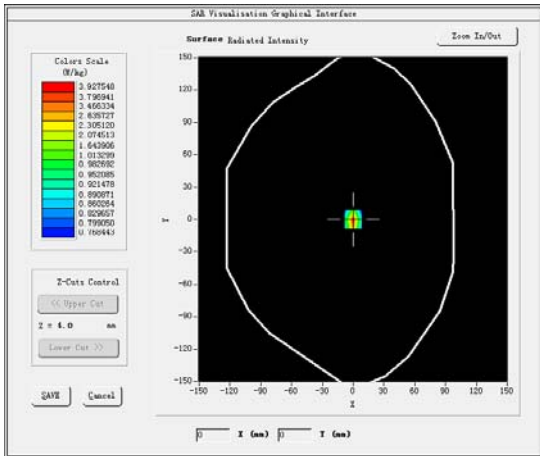 SAR Visualisation Graphical Interface
Surface Radiated Intensity
Zoom In/Out
Colors Scale
(W/kg)
3.927548
3.796941
3.466334
2.635727
2.305120
2.074513
1.643906
1.013299
0.982692
0.952085
0.921478
0.890871
0.860264
0.829657
0.799050
0.768443
Z-Cuts Control
<< Upper Cut
Z = 4.0 mm
Lower Cut >>
SAVE Cancel
150
120
90
60
30
0
-30
-60
-90
-120
-150
Y
-150 -120 -90 -60 -30 0 30 60 90 120 150
X
0 X (mm) 0 Y (mm)